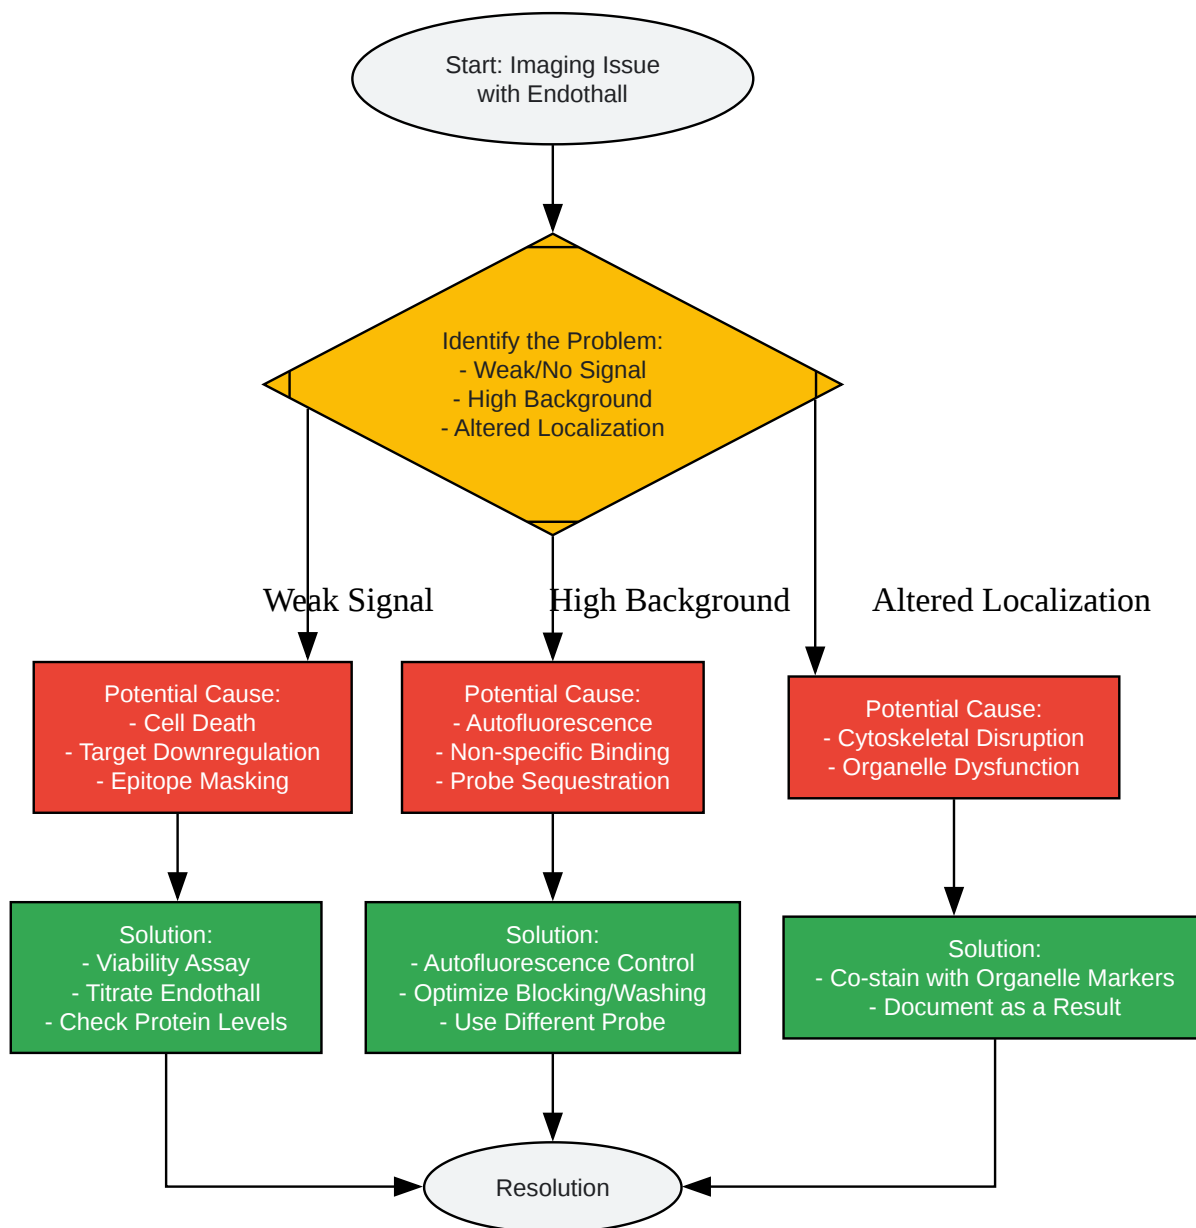 Start: Imaging Issue
with Endothall
Identify the Problem:
- Weak/No Signal
- High Background
- Altered Localization
Weak Signal
High Background
Altered Localization
Potential Cause:
- Cell Death
- Target Downregulation
- Epitope Masking
Potential Cause:
- Autofluorescence
- Non-specific Binding
- Probe Sequestration
Potential Cause:
- Cytoskeletal Disruption
- Organelle Dysfunction
Solution:
- Viability Assay
- Titrate Endothall
- Check Protein Levels
Solution:
- Autofluorescence Control
- Optimize Blocking/Washing
- Use Different Probe
Solution:
- Co-stain with Organelle Markers
- Document as a Result
Resolution